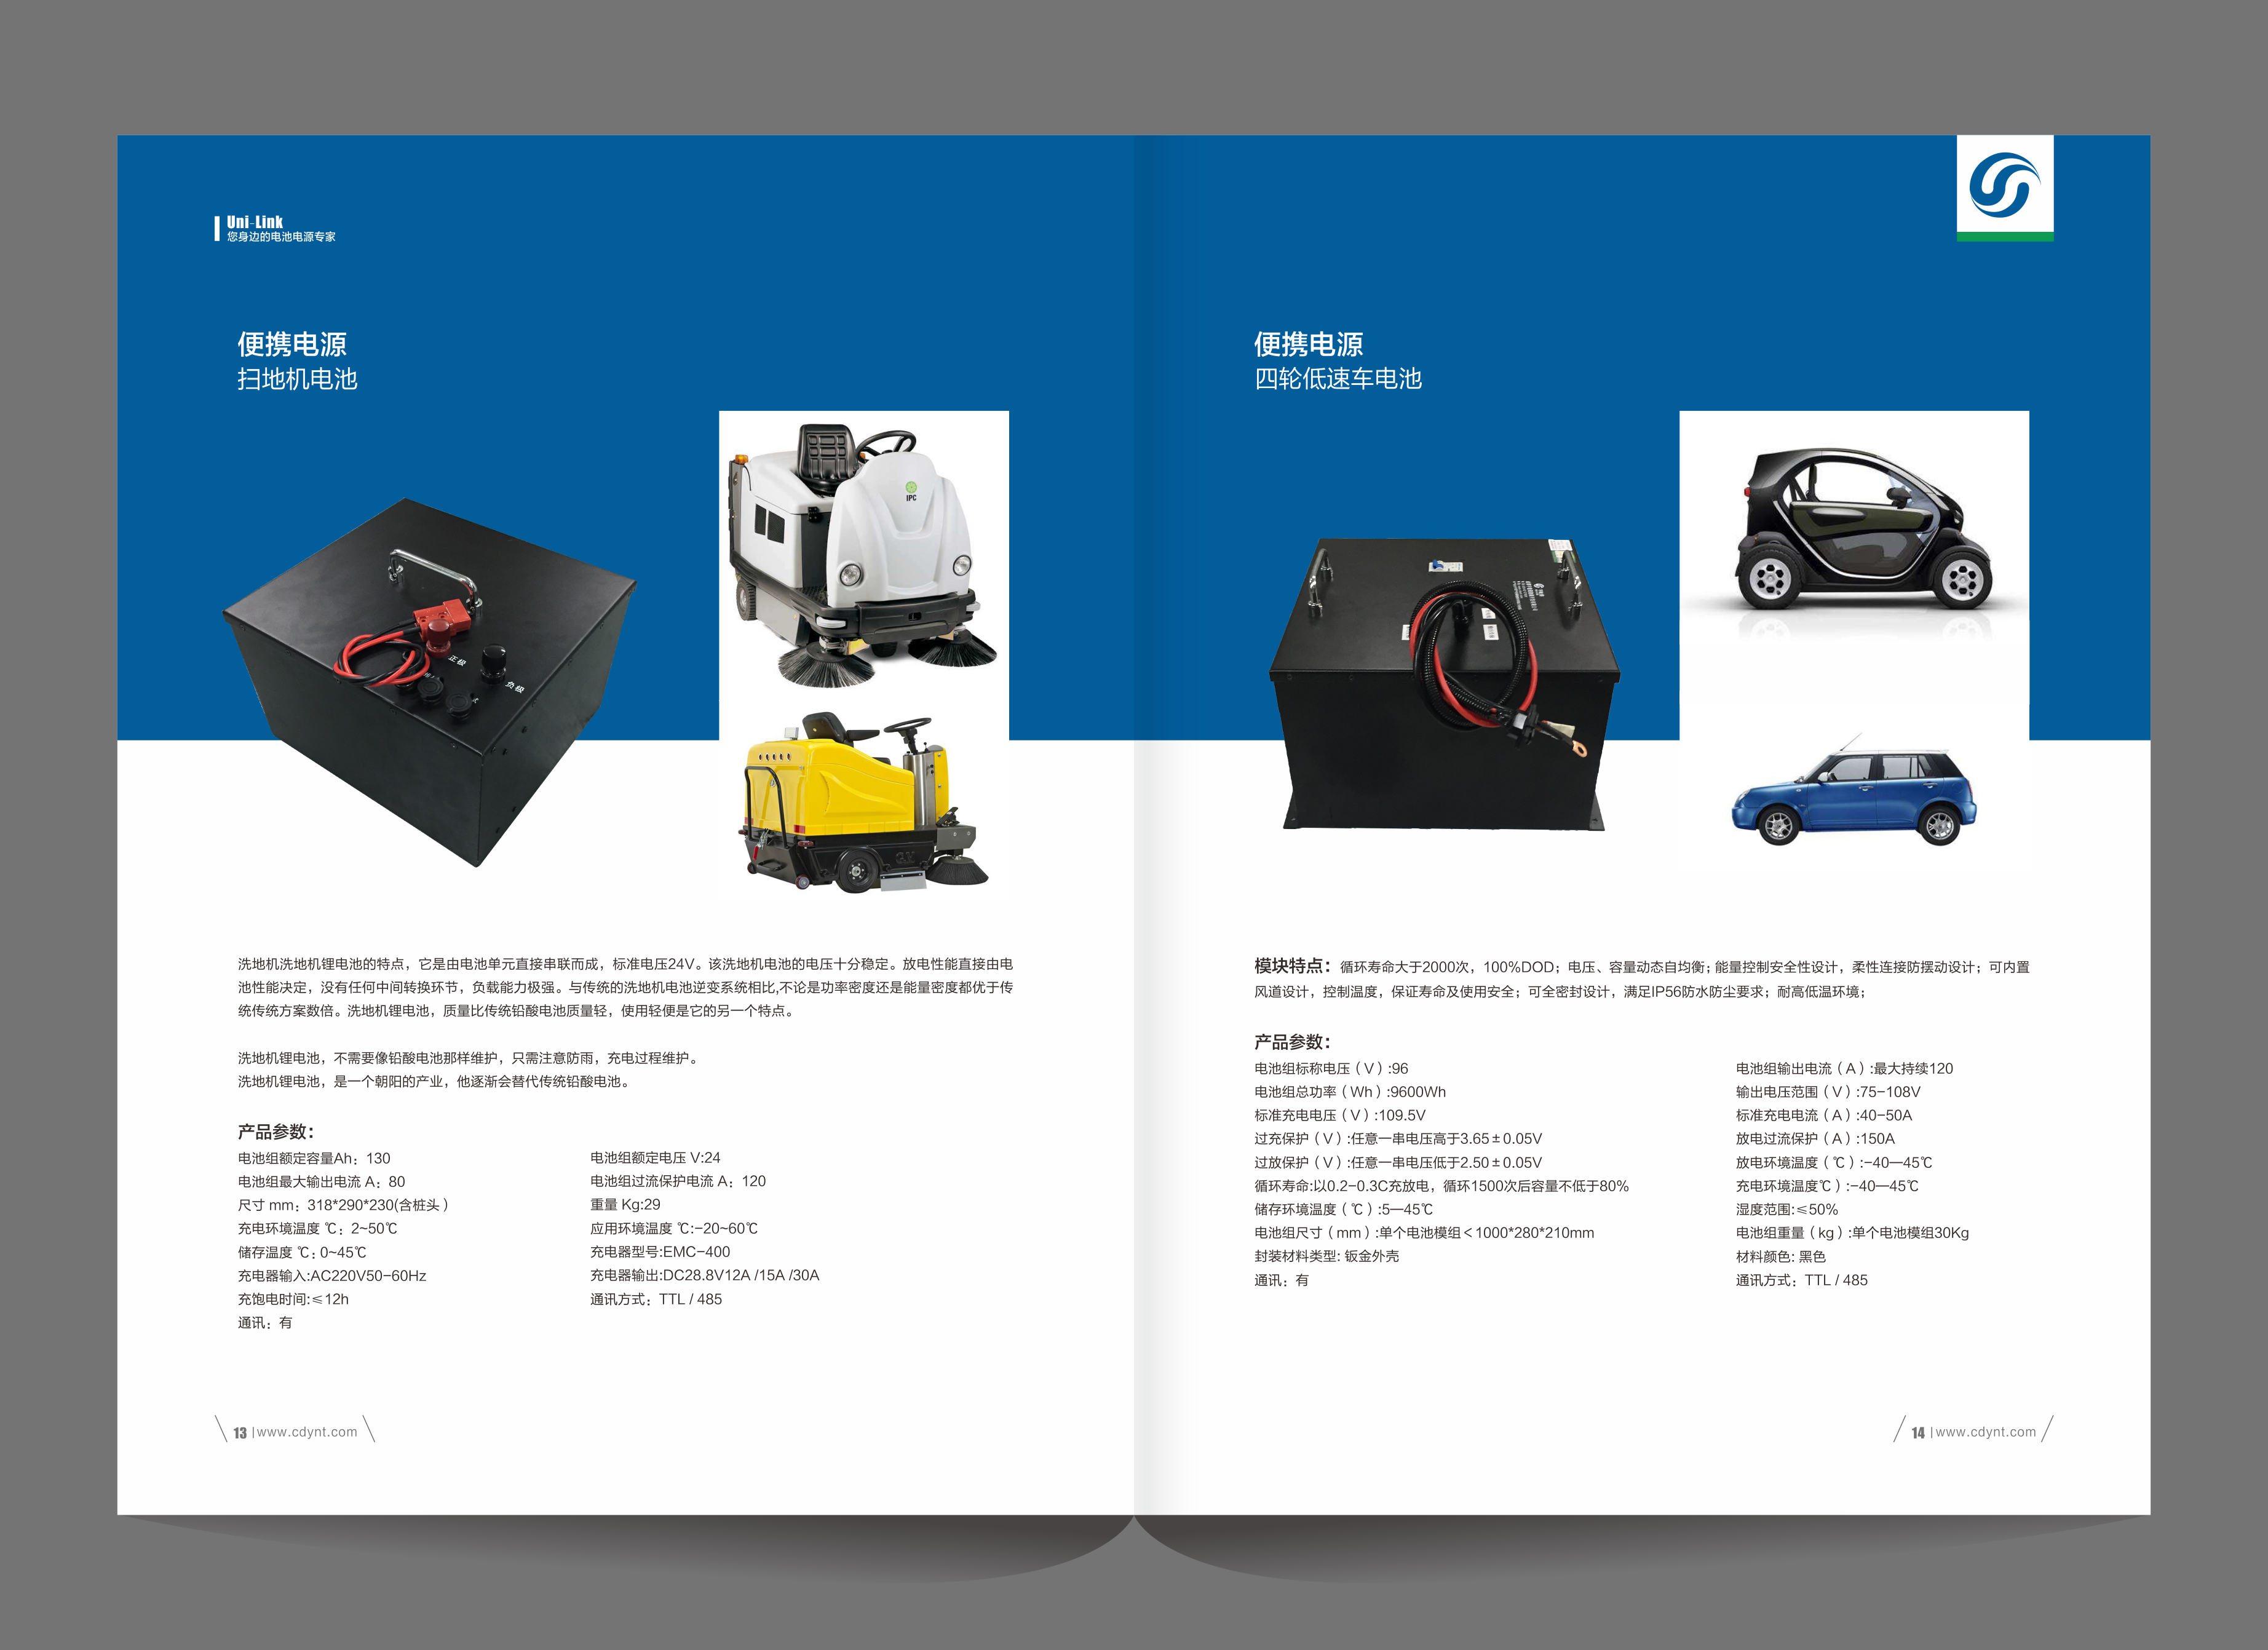 Uni-Link
您身边的电池电源专家
便携电源
扫地机电池
IPC
正极
负极
洗地机洗地机锂电池的特点，它是由电池单元直接串联而成，标准电压24V。该洗地机电池的电压十分稳定。放电性能直接由电
池性能决定，没有任何中间转换环节，负载能力极强。与传统的洗地机电池逆变系统相比,不论是功率密度还是能量密度都优于传
统传统方案数倍。洗地机锂电池，质量比传统铅酸电池质量轻，使用轻便是它的另一个特点。
洗地机锂电池，不需要像铅酸电池那样维护，只需注意防雨，充电过程维护。
洗地机锂电池，是一个朝阳的产业，他逐渐会替代传统铅酸电池。
产品参数：
电池组额定容量Ah：130
电池组最大输出电流 A：80
尺寸 mm：318*290*230(含桩头）
充电环境温度 ℃：2~50℃
储存温度 ℃：0~45℃
充电器输入:AC220V50-60Hz
充饱电时间:≤12h
通讯：有
电池组额定电压 V:24
电池组过流保护电流 A：120
重量 Kg:29
应用环境温度 ℃:-20~60℃
充电器型号:EMC-400
充电器输出:DC28.8V12A /15A /30A
通讯方式：TTL / 485
13 |www.cdynt.com
便携电源
四轮低速车电池
模块特点：循环寿命大于2000次，100%DOD；电压、容量动态自均衡；能量控制安全性设计，柔性连接防摆动设计；可内置
风道设计，控制温度，保证寿命及使用安全；可全密封设计，满足IP56防水防尘要求；耐高低温环境；
产品参数：
电池组标称电压（V）:96
电池组总功率（Wh）:9600Wh
标准充电电压（V）:109.5V
过充保护（V）:任意一串电压高于3.65±0.05V
过放保护（V）:任意一串电压低于2.50±0.05V
循环寿命:以0.2-0.3C充放电，循环1500次后容量不低于80%
储存环境温度（℃）:5—45℃
电池组尺寸（mm）:单个电池模组＜1000*280*210mm
封装材料类型: 钣金外壳
通讯：有
电池组输出电流（A）:最大持续120
输出电压范围（V）:75-108V
标准充电电流（A）:40-50A
放电过流保护（A）:150A
放电环境温度（℃）:-40—45℃
充电环境温度℃）:-40—45℃
湿度范围:≤50%
电池组重量（kg）:单个电池模组30Kg
材料颜色: 黑色
通讯方式：TTL / 485
14 |www.cdynt.com